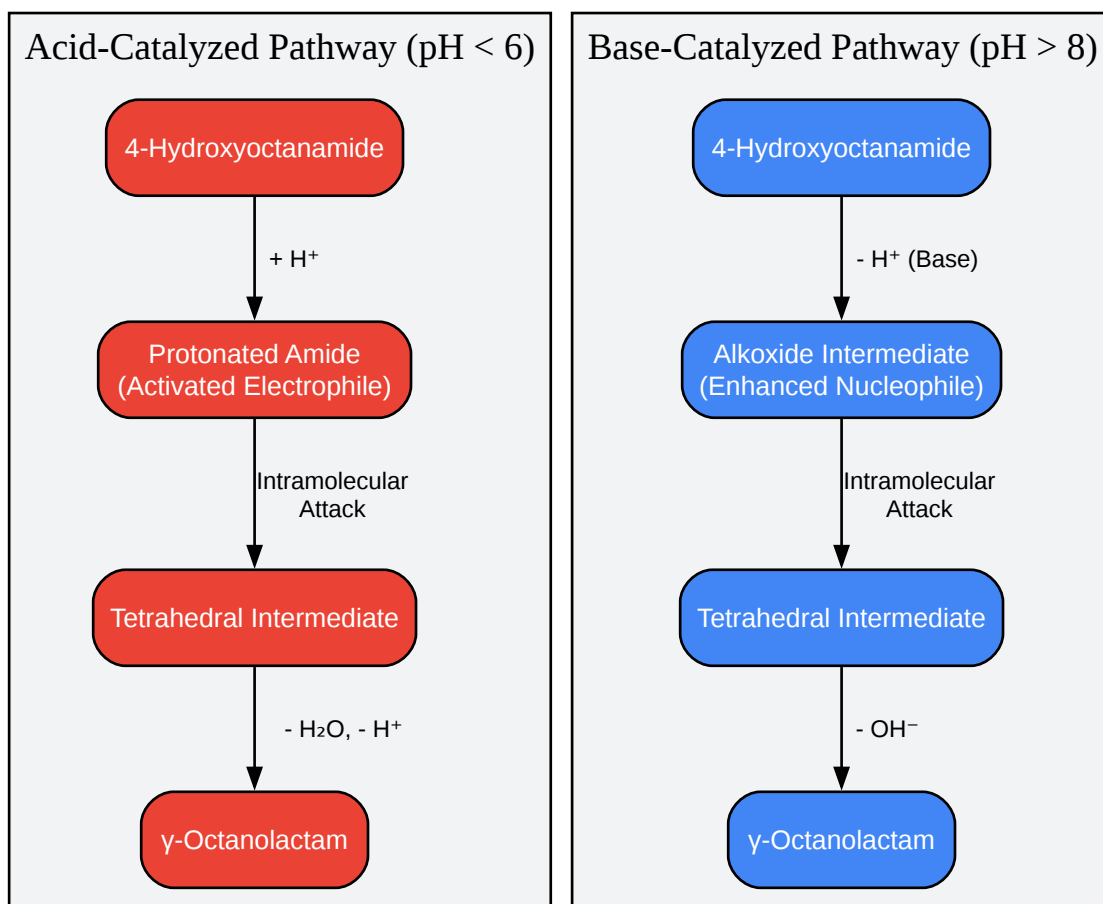 Acid-Catalyzed Pathway (pH < 6)
4-Hydroxyoctanamide
+ H⁺
Protonated Amide
(Activated Electrophile)
Intramolecular
Attack
Tetrahedral Intermediate
- H₂O, - H⁺
γ-Octanolactam
Base-Catalyzed Pathway (pH > 8)
4-Hydroxyoctanamide
- H⁺ (Base)
Alkoxide Intermediate
(Enhanced Nucleophile)
Intramolecular
Attack
Tetrahedral Intermediate
- OH⁻
γ-Octanolactam